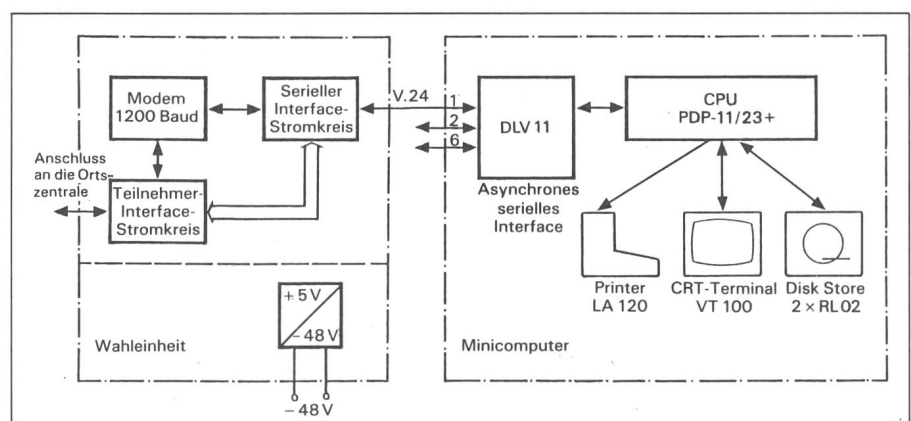 Modem
1200 Baud
Serieller
Interface-
Stromkreis
V.24
1
2
6
DLV 11
CPU
PDP-11/23+
Anschluss
an die Orts-
zentrale
Teilnehmer-
Interface-
Stromkreis
Asynchrones
serielles
Interface
Printer
LA 120
CRT-Terminal
VT 100
Disk Store
2 × RL 02
+ 5 V
– 48 V
Wahleinheit
– 48 V
Minicomputer